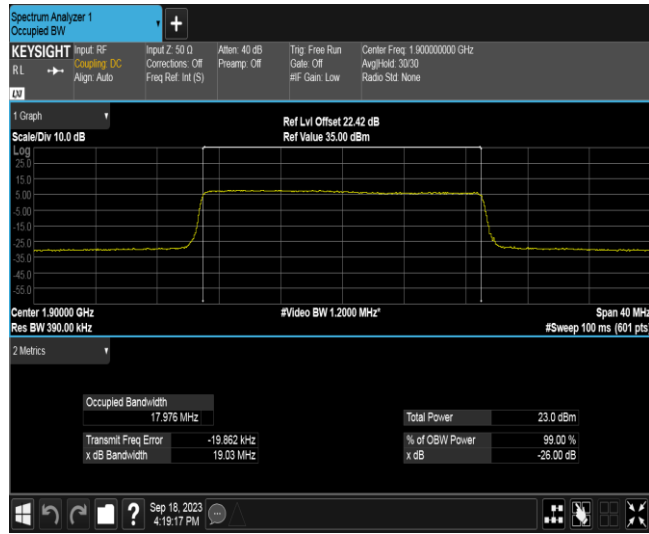 Spectrum Analyzer 1
Occupied BW
+
KEYSIGHT Input: RF Input Z: 50 Ω Atten: 40 dB Trig: Free Run Center Freq: 1.900000000 GHz
RL Coupling: DC Corrections: Off Preamp: Off Gate: Off Avg|Hold: 30/30
Align: Auto Freq Ref: Int (S) #IF Gain: Low Radio Std: None
LXI
1 Graph
Ref Lvl Offset 22.42 dB
Scale/Div 10.0 dB Ref Value 35.00 dBm
Log
25.0
15.0
5.00
-5.00
-15.0
-25.0
-35.0
-45.0
-55.0
Center 1.90000 GHz #Video BW 1.2000 MHz* Span 40 MHz
Res BW 390.00 kHz #Sweep 100 ms (601 pts)
2 Metrics
Occupied Bandwidth
17.976 MHz Total Power 23.0 dBm
Transmit Freq Error -19.862 kHz % of OBW Power 99.00 %
x dB Bandwidth 19.03 MHz x dB -26.00 dB
? Sep 18, 2023
4:19:17 PM